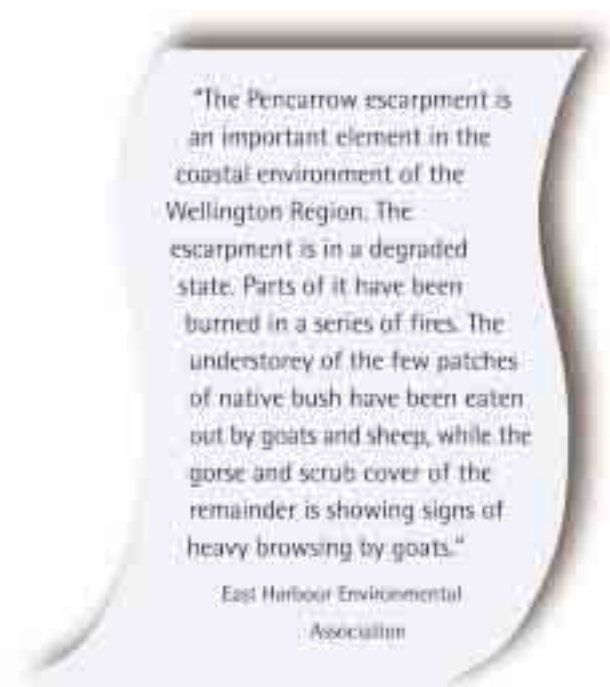 "The Pencarrow escarpment is
an important element in the
coastal environment of the
Wellington Region. The
escarpment is in a degraded
state. Parts of it have been
burned in a series of fires. The
understorey of the few patches
of native bush have been eaten
out by goats and sheep, while the
gorse and scrub cover of the
remainder is showing signs of
heavy browsing by goats."
East Harbour Environmental
Association